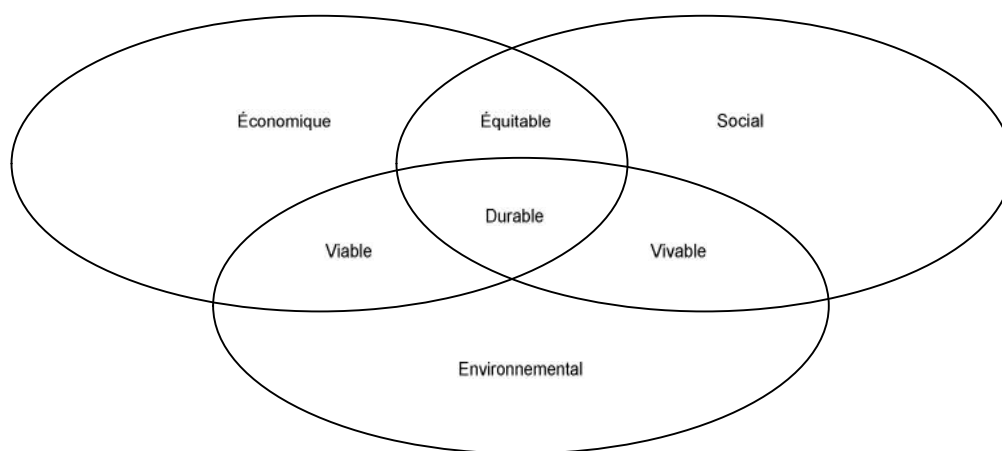 Économique
Équitable
Social
Durable
Viable
Vivable
Environnemental